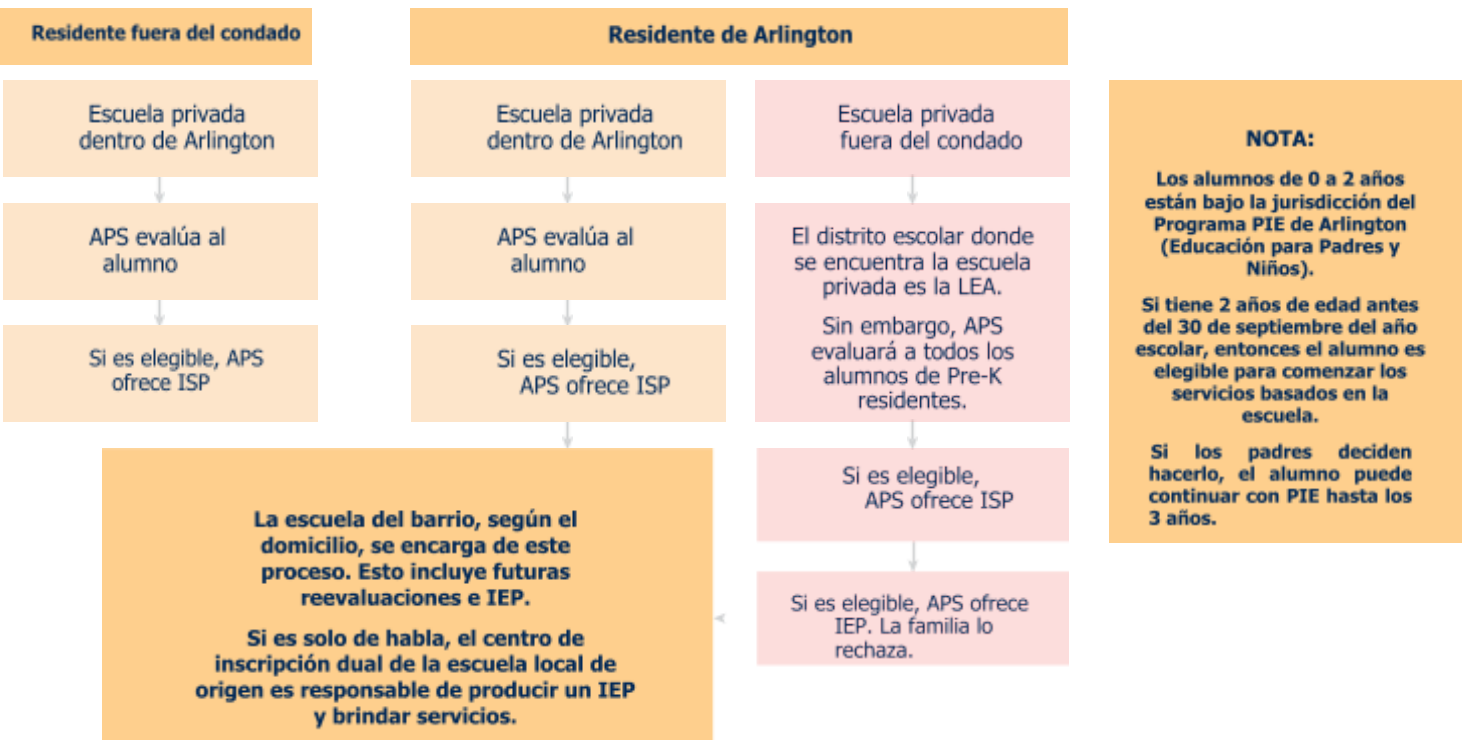 Residente fuera del condado
Escuela privada
dentro de Arlington
APS evalúa al
alumno
Si es elegible, APS
ofrece ISP
Residente de Arlington
Escuela privada
dentro de Arlington
APS evalúa al
alumno
Si es elegible,
APS ofrece ISP
Escuela privada
fuera del condado
El distrito escolar donde
se encuentra la escuela
privada es la LEA.
Sin embargo, APS
evaluará a todos los
alumnos de Pre-K
residentes.
Si es elegible,
APS ofrece ISP
Si es elegible, APS ofrece
IEP. La familia lo
rechaza.
La escuela del barrio, según el
domicilio, se encarga de este
proceso. Esto incluye futuras
reevaluaciones e IEP.
Si es solo de habla, el centro de
inscripción dual de la escuela local de
origen es responsable de producir un IEP
y brindar servicios.
NOTA:
Los alumnos de 0 a 2 años
están bajo la jurisdicción del
Programa PIE de Arlington
(Educación para Padres y
Niños).
Si tiene 2 años de edad antes
del 30 de septiembre del año
escolar, entonces el alumno es
elegible para comenzar los
servicios basados en la
escuela.
Si los padres deciden
hacerlo, el alumno puede
continuar con PIE hasta los
3 años.